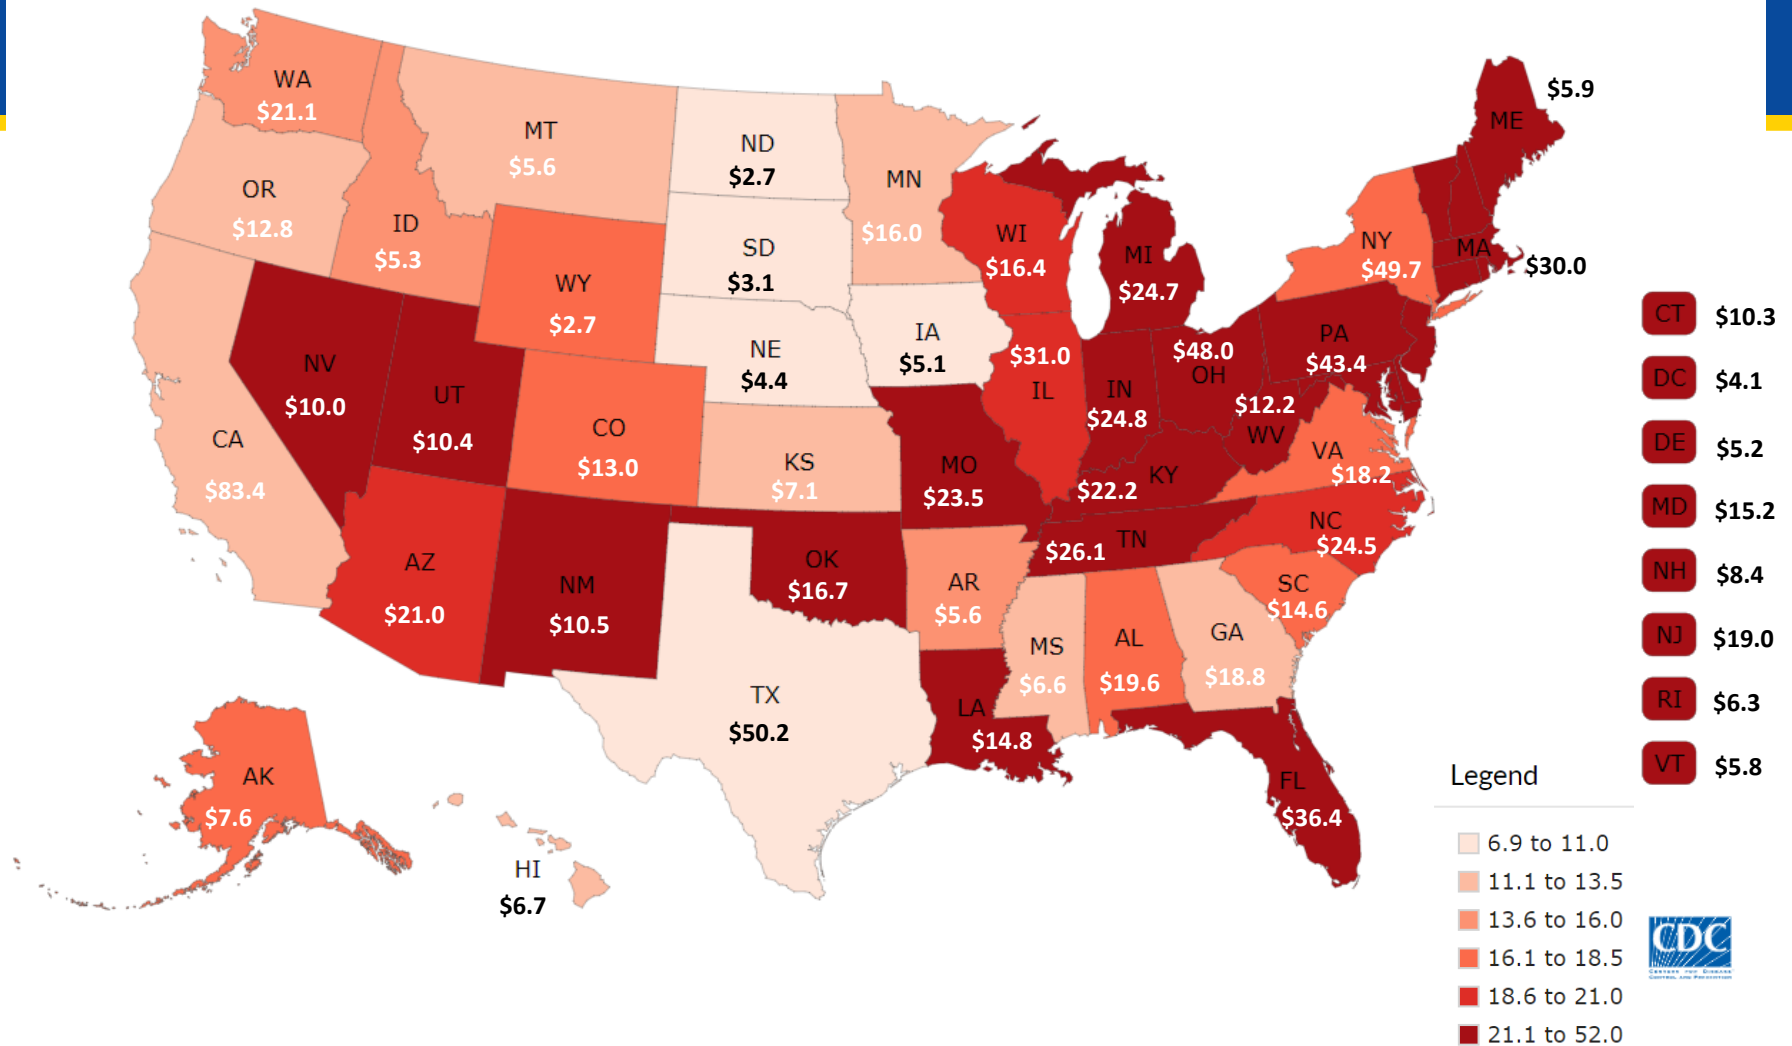 WA
$21.1
MT
$5.6
ND
$2.7
MN
$16.0
OR
$12.8
ID
$5.3
SD
$3.1
WI
$16.4
MI
$24.7
NY
$49.7
ME
$5.9
MA
$30.0
WY
$2.7
NE
$4.4
IA
$5.1
NV
$10.0
UT
$10.4
CO
$13.0
CA
$83.4
KS
$7.1
MO
$23.5
$31.0
IL
IN
$24.8
$48.0
OH
PA
$43.4
$12.2
WV
VA
$18.2
KY
$22.2
AZ
$21.0
NM
$10.5
OK
$16.7
AR
$5.6
TN
$26.1
NC
$24.5
SC
$14.6
MS
$6.6
AL
$19.6
GA
$18.8
TX
$50.2
LA
$14.8
FL
$36.4
AK
$7.6
HI
$6.7
CT $10.3
DC $4.1
DE $5.2
MD $15.2
NH $8.4
NJ $19.0
RI $6.3
VT $5.8
Legend
6.9 to 11.0
11.1 to 13.5
13.6 to 16.0
16.1 to 18.5
18.6 to 21.0
21.1 to 52.0
CDC
CENTERS FOR DISEASE
CONTROL AND PREVENTION